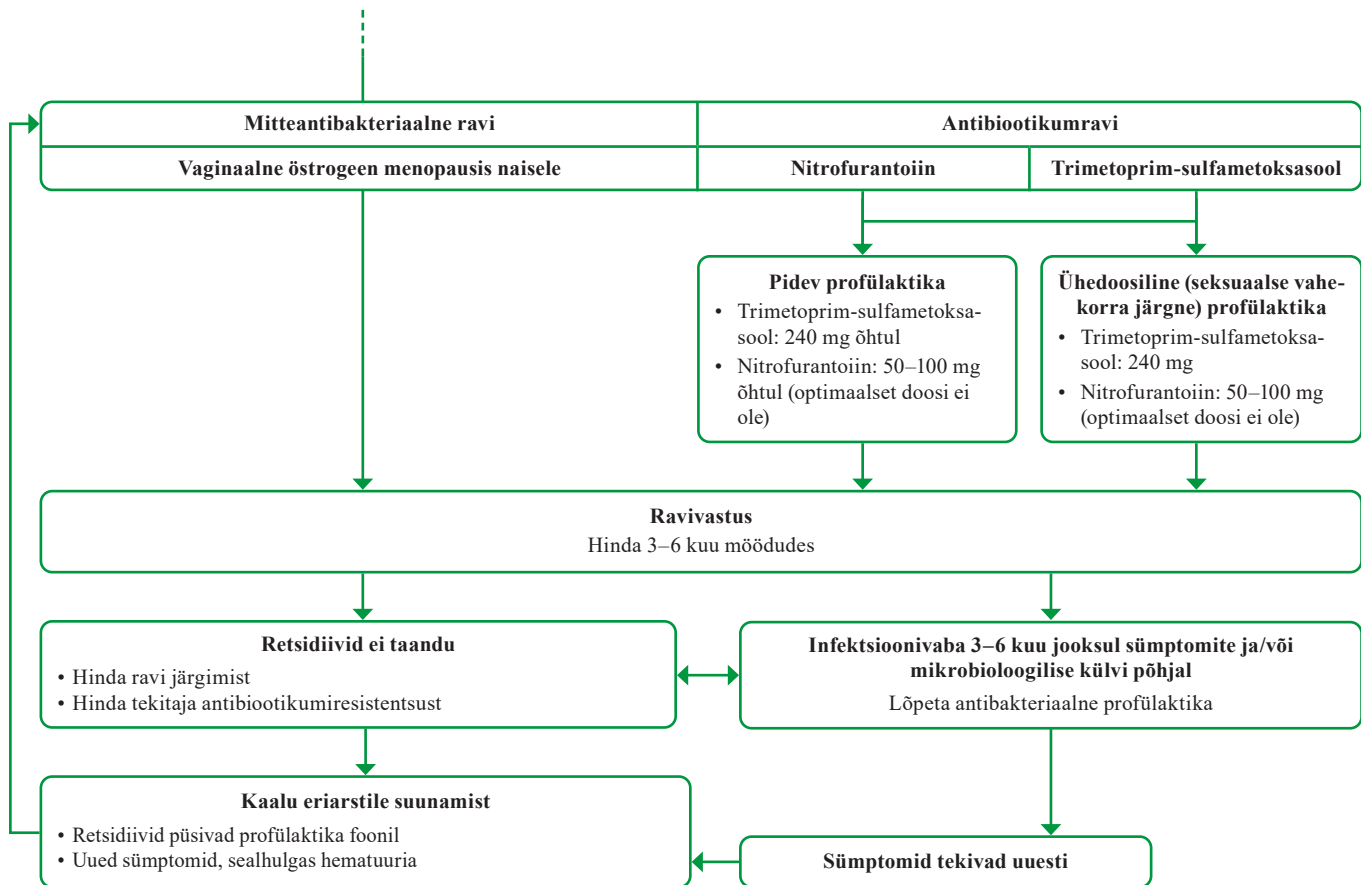 Mitteantibakteriaalne ravi
Antibiootikumravi
Vaginaalne östrogeen menopausis naisele
Nitrofurantoiin
Trimetoprim-sulfametoksasool
Pidev profülaktika
• Trimetoprim-sulfametoksa-
sool: 240 mg õhtul
• Nitrofurantoiin: 50–100 mg
õhtul (optimaalset doosi ei
ole)
Ühedoosiline (seksuaalse vahe-
korra järgne) profülaktika
• Trimetoprim-sulfametoksa-
sool: 240 mg
• Nitrofurantoiin: 50–100 mg
(optimaalset doosi ei ole)
Ravivastus
Hinda 3–6 kuu möödudes
Retsidiivid ei taandu
• Hinda ravi järgimist
• Hinda tekitaja antibiootikumiresistentsust
Infektsioonivaba 3–6 kuu jooksul sümptomite ja/või
mikrobioloogilise külvi põhjal
Lõpeta antibakteriaalne profülaktika
Kaalu eriarstile suunamist
• Retsidiivid püsivad profülaktika foonil
• Uued sümptomid, sealhulgas hematuuria
Sümptomid tekivad uuesti